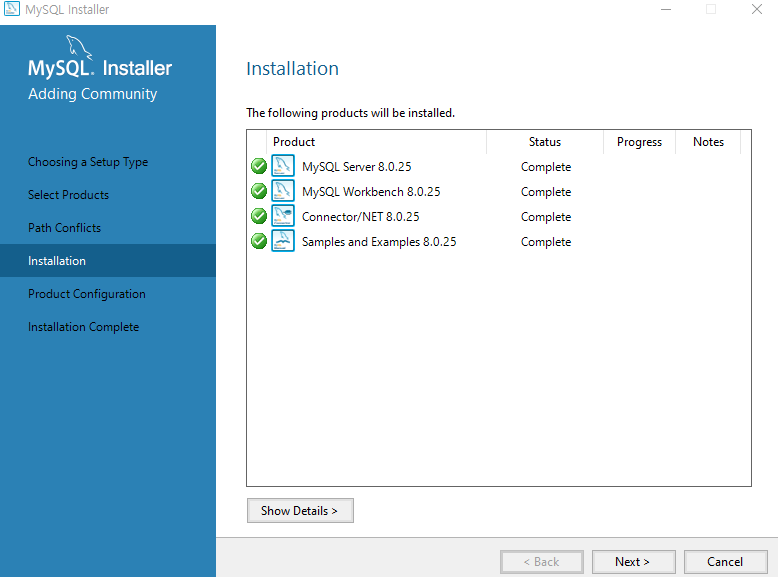 MySQL Installer
MySQL. Installer
Adding Community
Choosing a Setup Type
Select Products
Path Conflicts
Installation
Product Configuration
Installation Complete
Installation
The following products will be installed.
Product Status Progress Notes
MySQL Server 8.0.25 Complete
MySQL Workbench 8.0.25 Complete
Connector/NET 8.0.25 Complete
Samples and Examples 8.0.25 Complete
Show Details >
< Back Next > Cancel